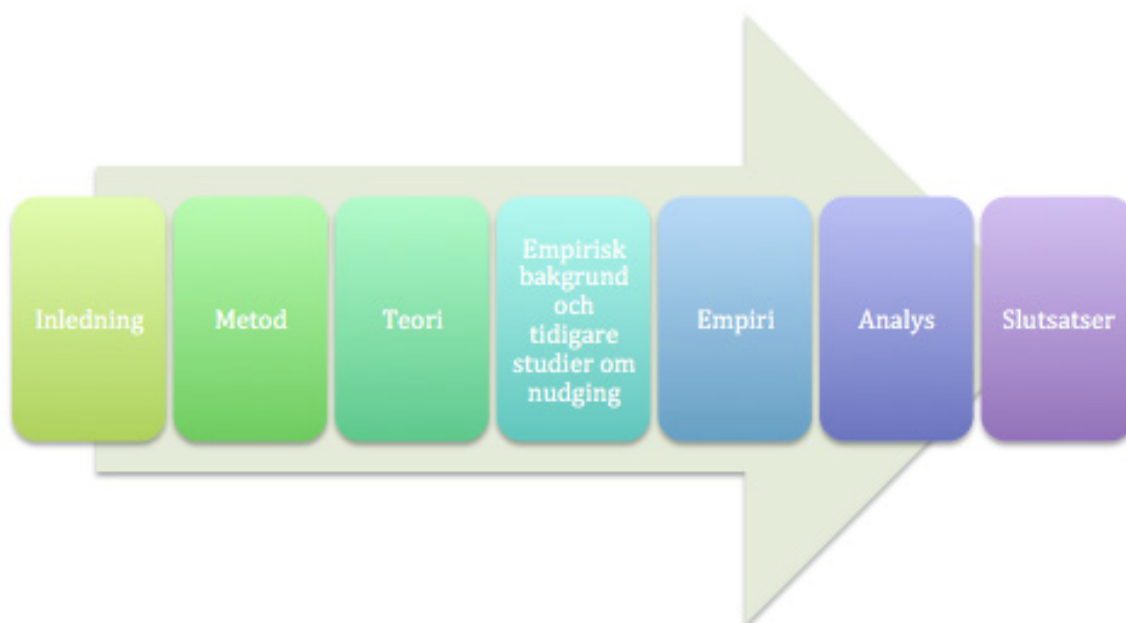 Inledning
Metod
Teori
Empirisk
bakgrund
och
tidigare
studier om
nudging
Empiri
Analys
Slutsatser